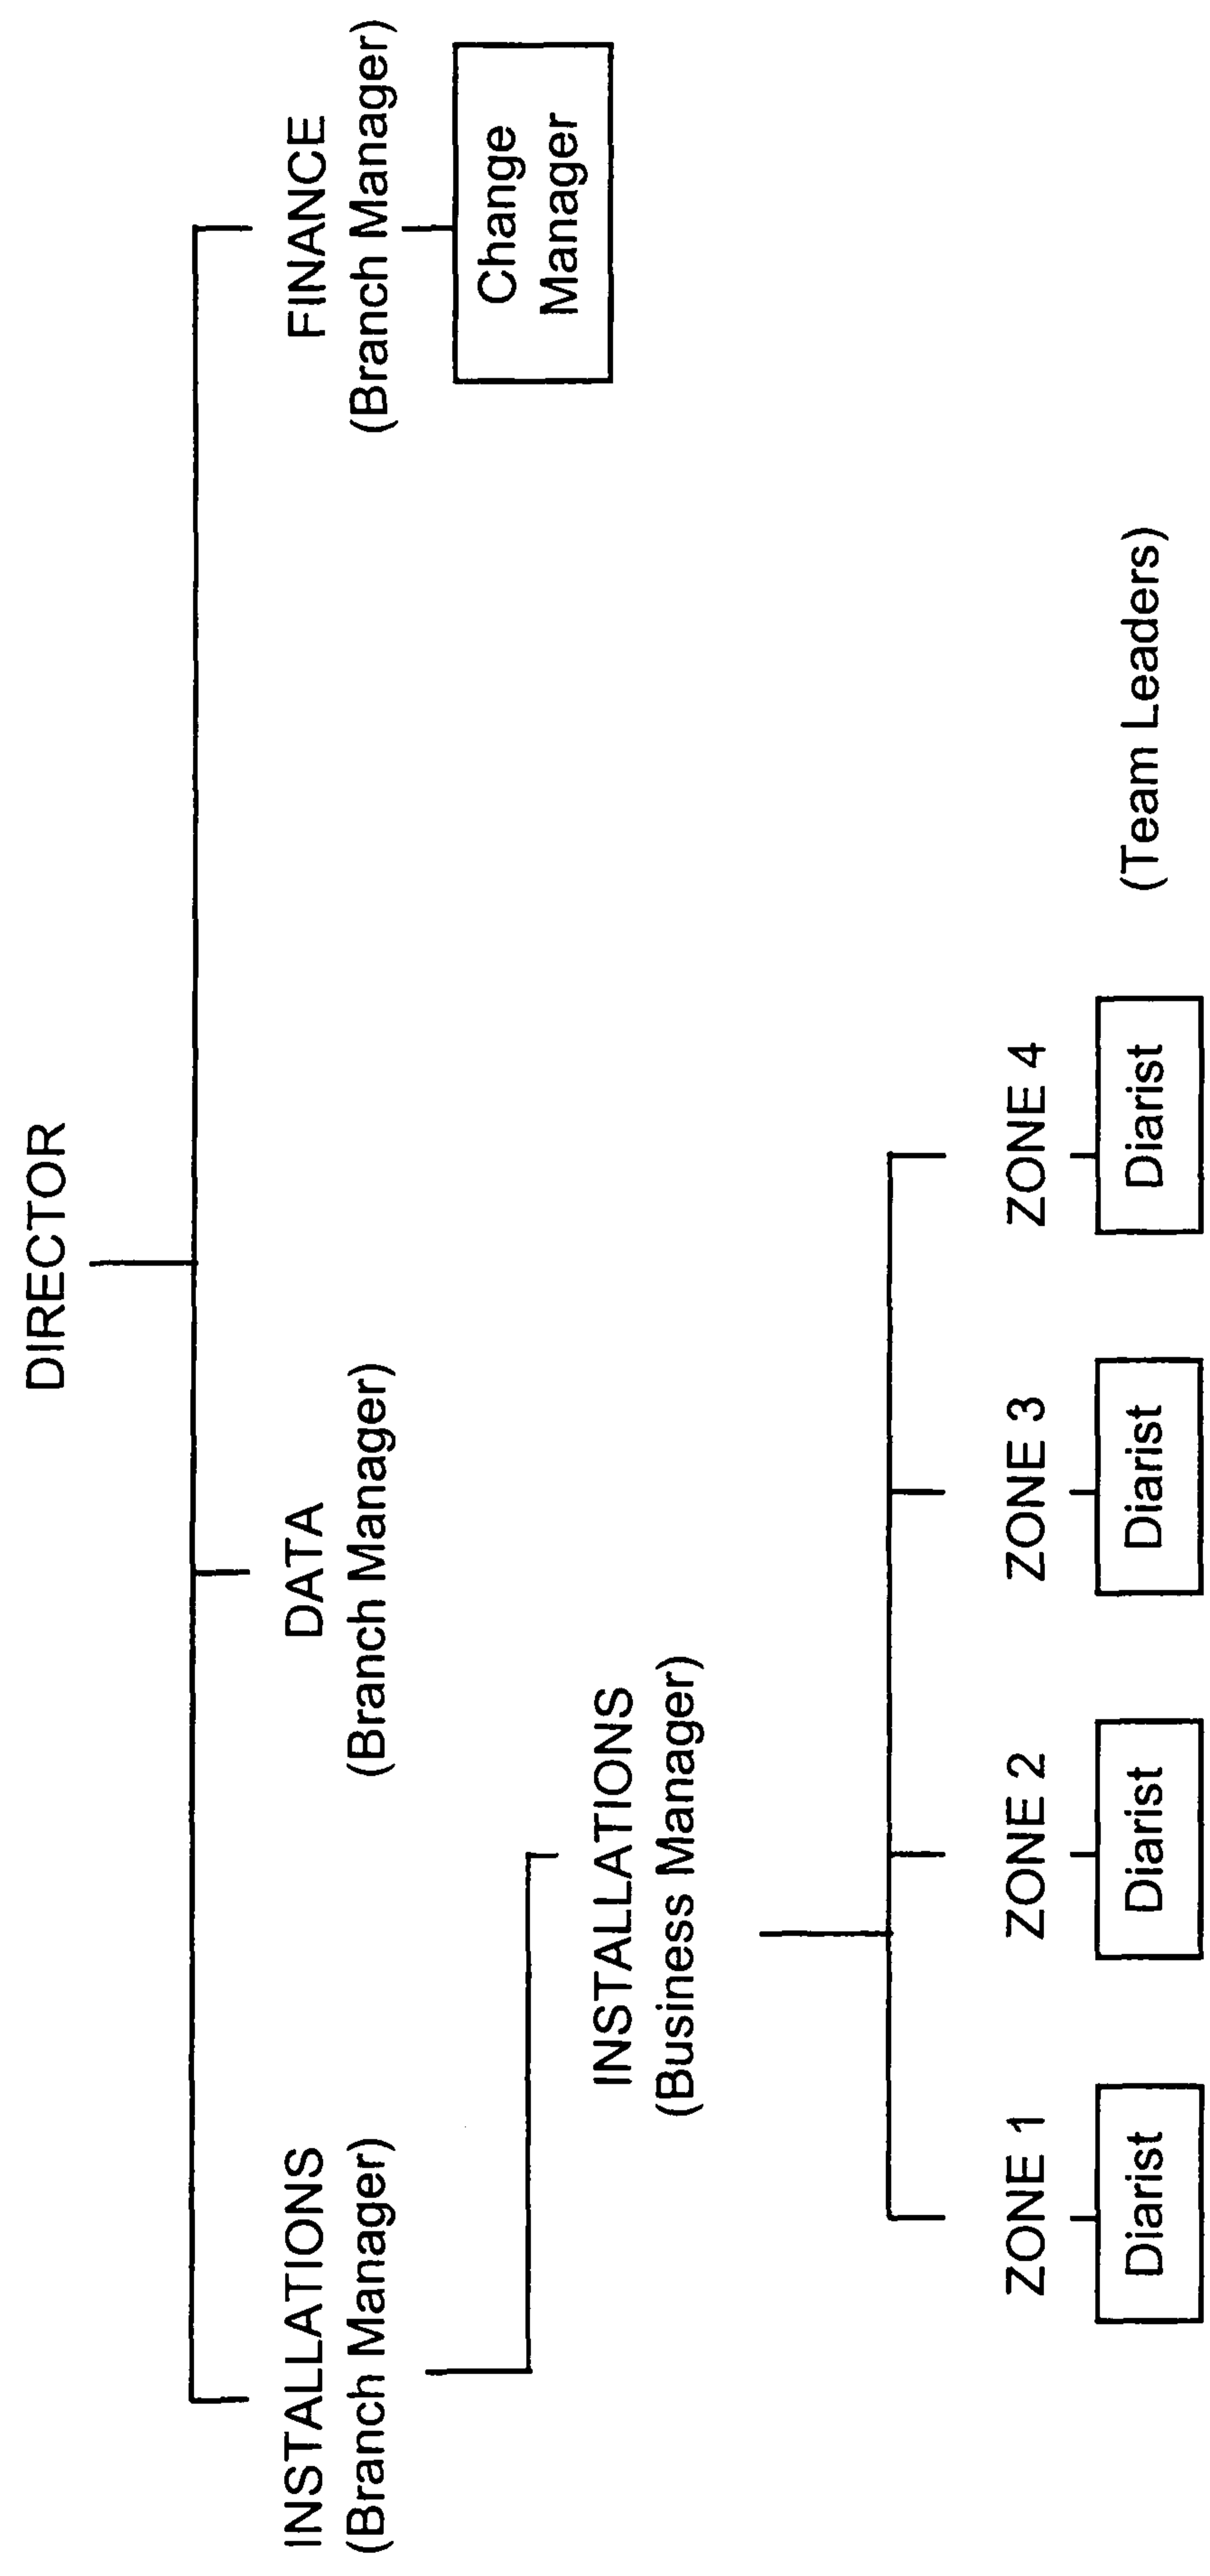 DIRECTOR
INSTALLATIONS
(Branch Manager)
DATA
(Branch Manager)
FINANCE
(Branch Manager)
Change
Manager
INSTALLATIONS
(Business Manager)
ZONE 1
ZONE 2
ZONE 3
ZONE 4
Diarist
Diarist
Diarist
Diarist
(Team Leaders)